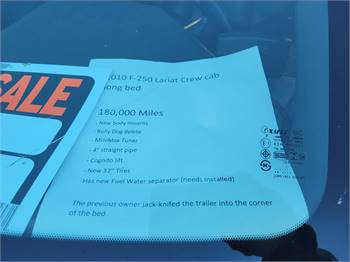 SALE
010 F-250 Lariat Crew cab
ong bed
180,000 Miles
- New body mounts
- Bully Dog delete
- MiniMax Tuner
- 4" straight pipe
- Cognito lift
- New 37" Tires
-Has new Fuel Water separator (needs installed)
The previous owner jack-knifed the trailer into the corner
of the bed